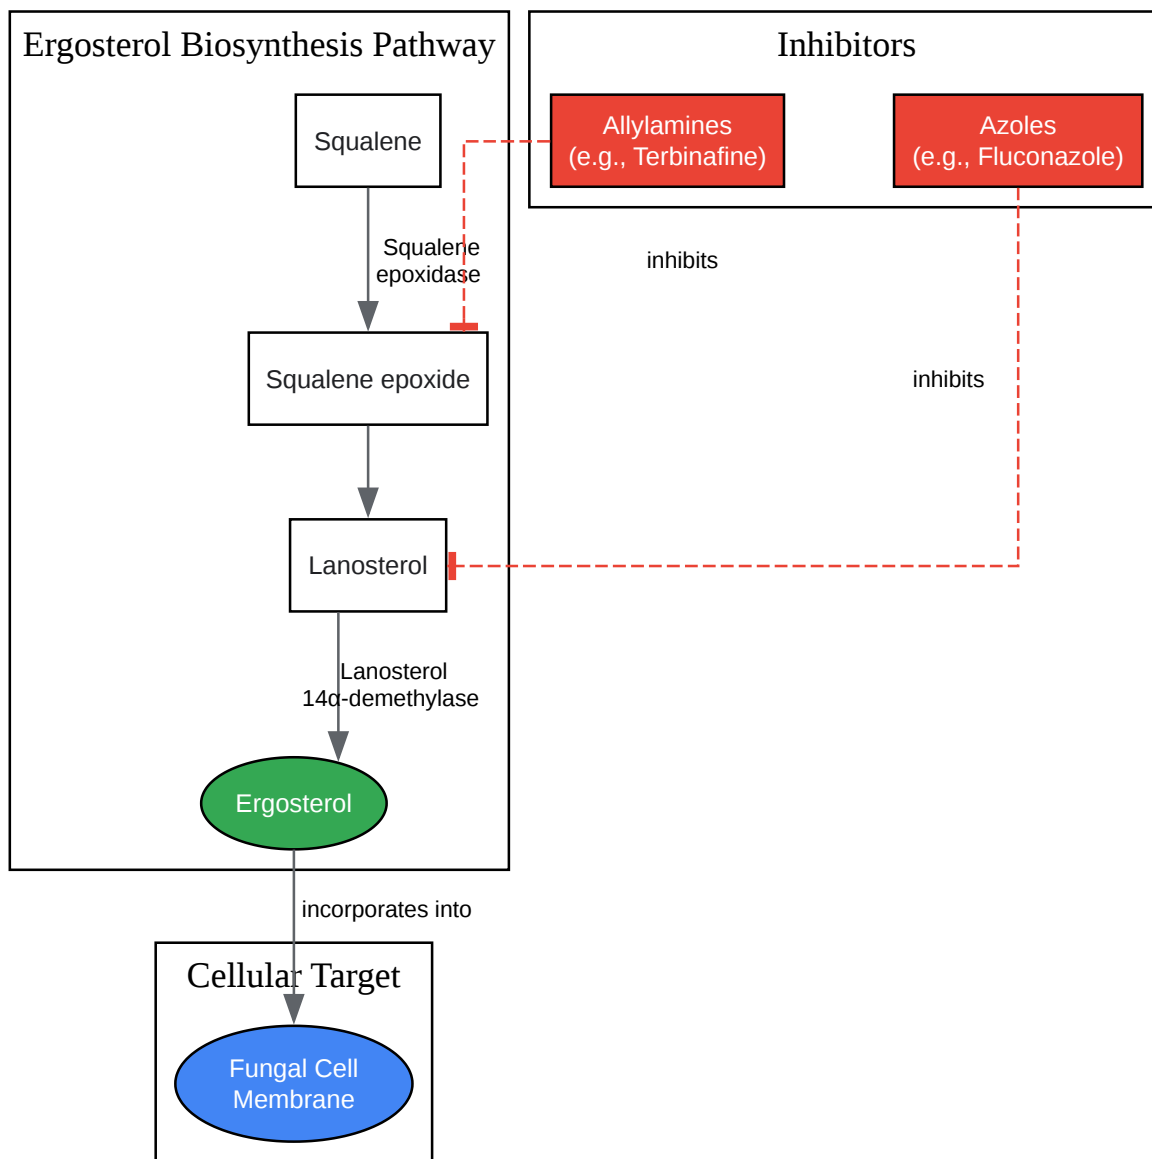 Ergosterol Biosynthesis Pathway
Inhibitors
Squalene
Allylamines
(e.g., Terbinafine)
Azoles
(e.g., Fluconazole)
Squalene
epoxidase
inhibits
Squalene epoxide
inhibits
Lanosterol
Lanosterol
14α-demethylase
Ergosterol
incorporates into
Cellular Target
Fungal Cell
Membrane